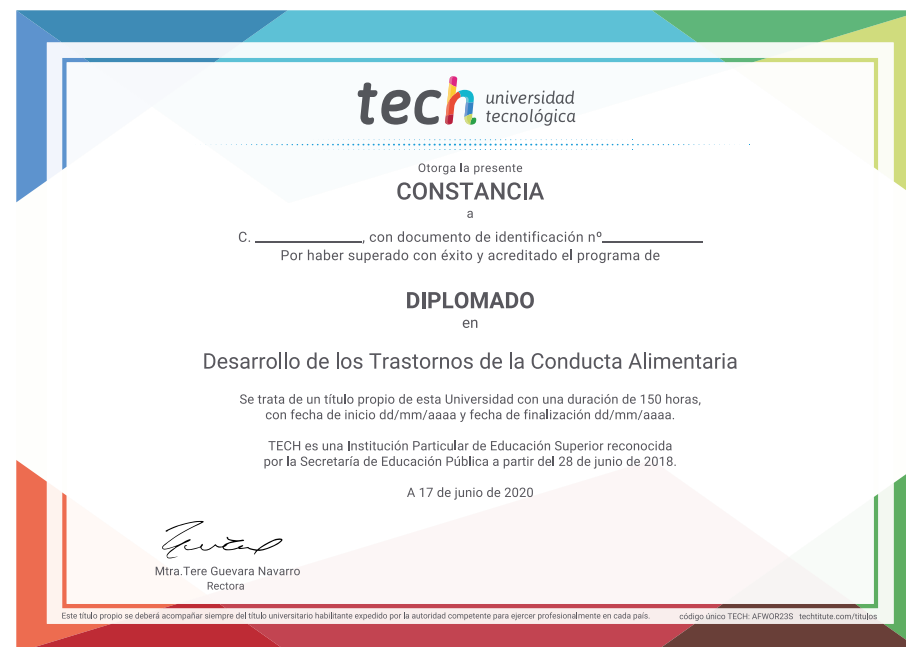 tech universidad
tecnológica
Otorga la presente
CONSTANCIA
a
C. ____________, con documento de identificación nº____________
Por haber superado con éxito y acreditado el programa de
DIPLOMADO
en
Desarrollo de los Trastornos de la Conducta Alimentaria
Se trata de un título propio de esta Universidad con una duración de 150 horas,
con fecha de inicio dd/mm/aaaa y fecha de finalización dd/mm/aaaa.
TECH es una Institución Particular de Educación Superior reconocida
por la Secretaría de Educación Pública a partir del 28 de junio de 2018.
A 17 de junio de 2020
Mtra.Tere Guevara Navarro
Rectora
Este título propio se deberá acompañar siempre del título universitario habilitante expedido por la autoridad competente para ejercer profesionalmente en cada país. código único TECH: AFWOR23S techtitute.com/titulos